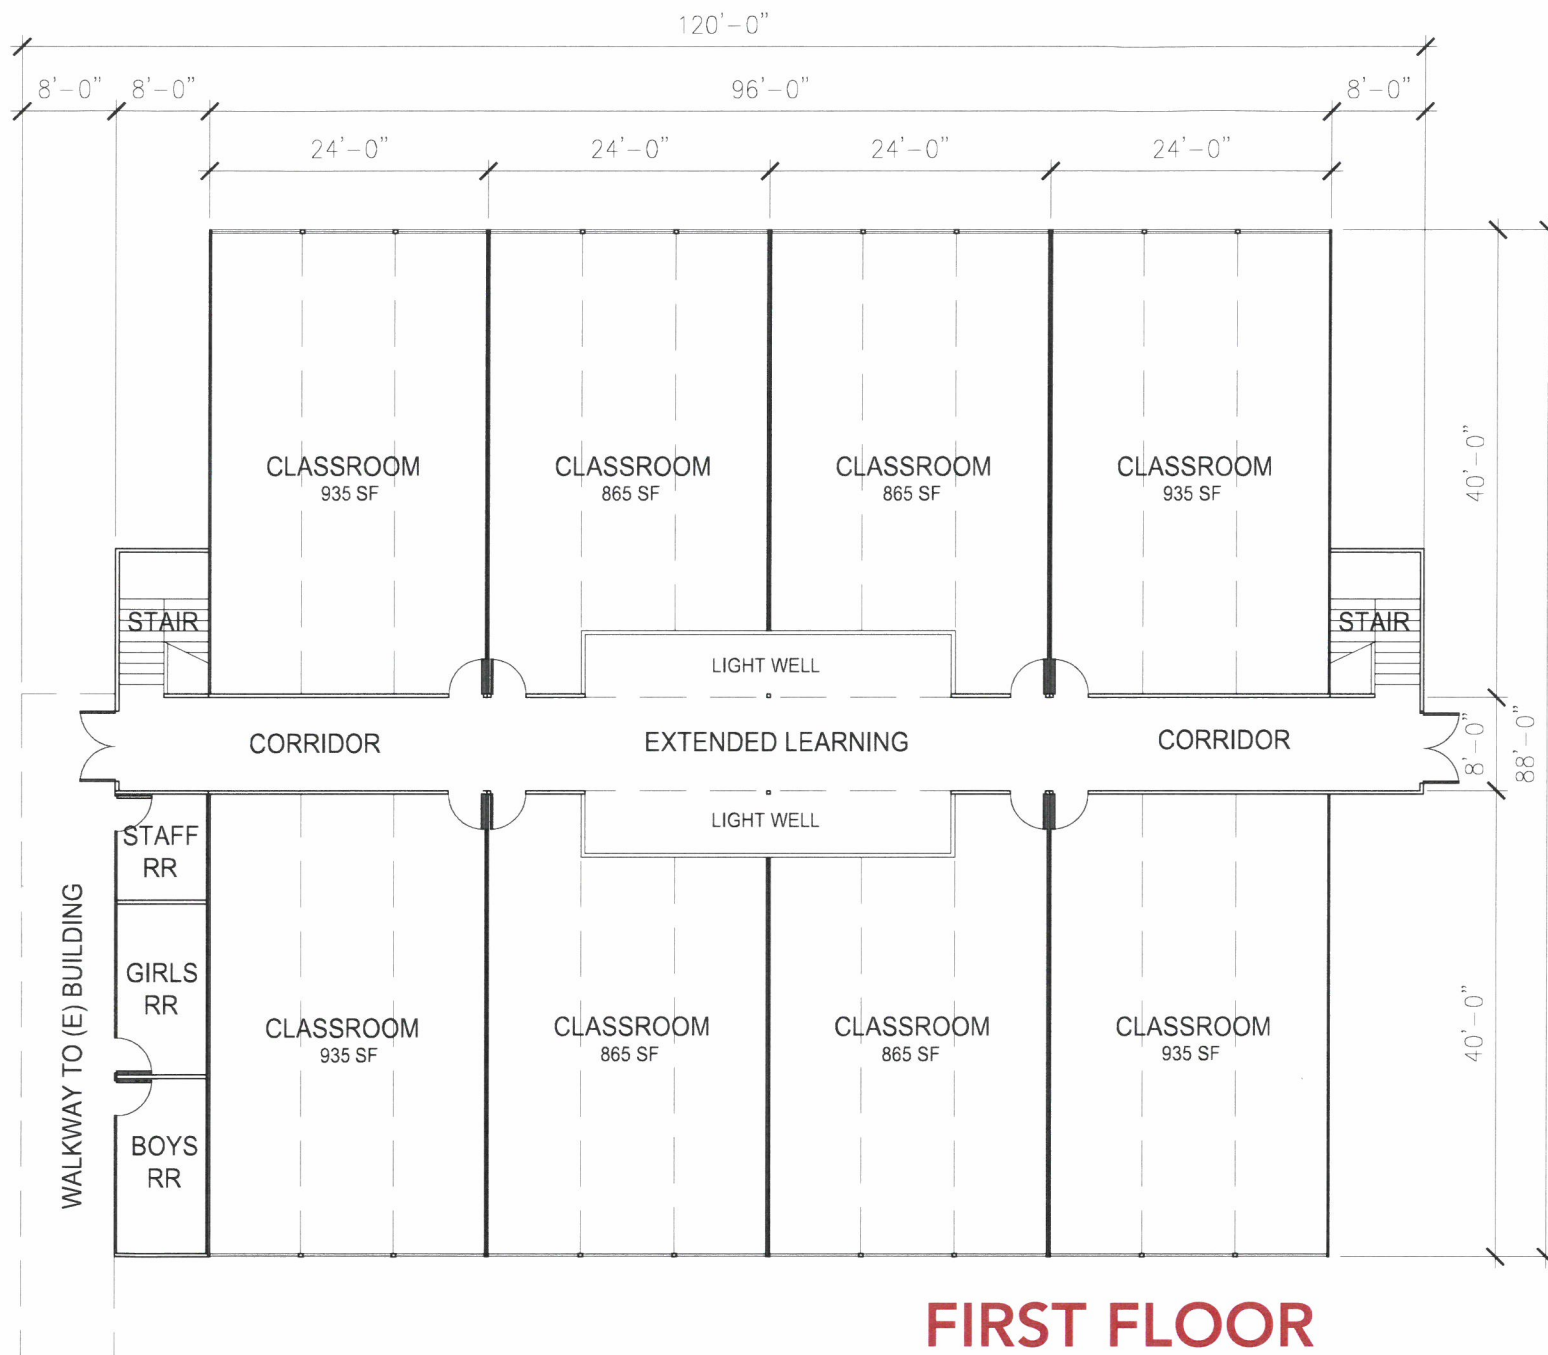 120'-0"
8'-0" 8'-0" 96'-0" 8'-0"
24'-0" 24'-0" 24'-0" 24'-0"
CLASSROOM
935 SF
CLASSROOM
865 SF
CLASSROOM
865 SF
CLASSROOM
935 SF
40'-0"
STAIR
STAIR
LIGHT WELL
CORRIDOR
EXTENDED LEARNING
CORRIDOR
8'-0"
88'-0"
LIGHT WELL
STAFF
RR
WALKWAY TO (E) BUILDING
GIRLS
RR
CLASSROOM
935 SF
CLASSROOM
865 SF
CLASSROOM
865 SF
CLASSROOM
935 SF
40'-0"
BOYS
RR
FIRST FLOOR